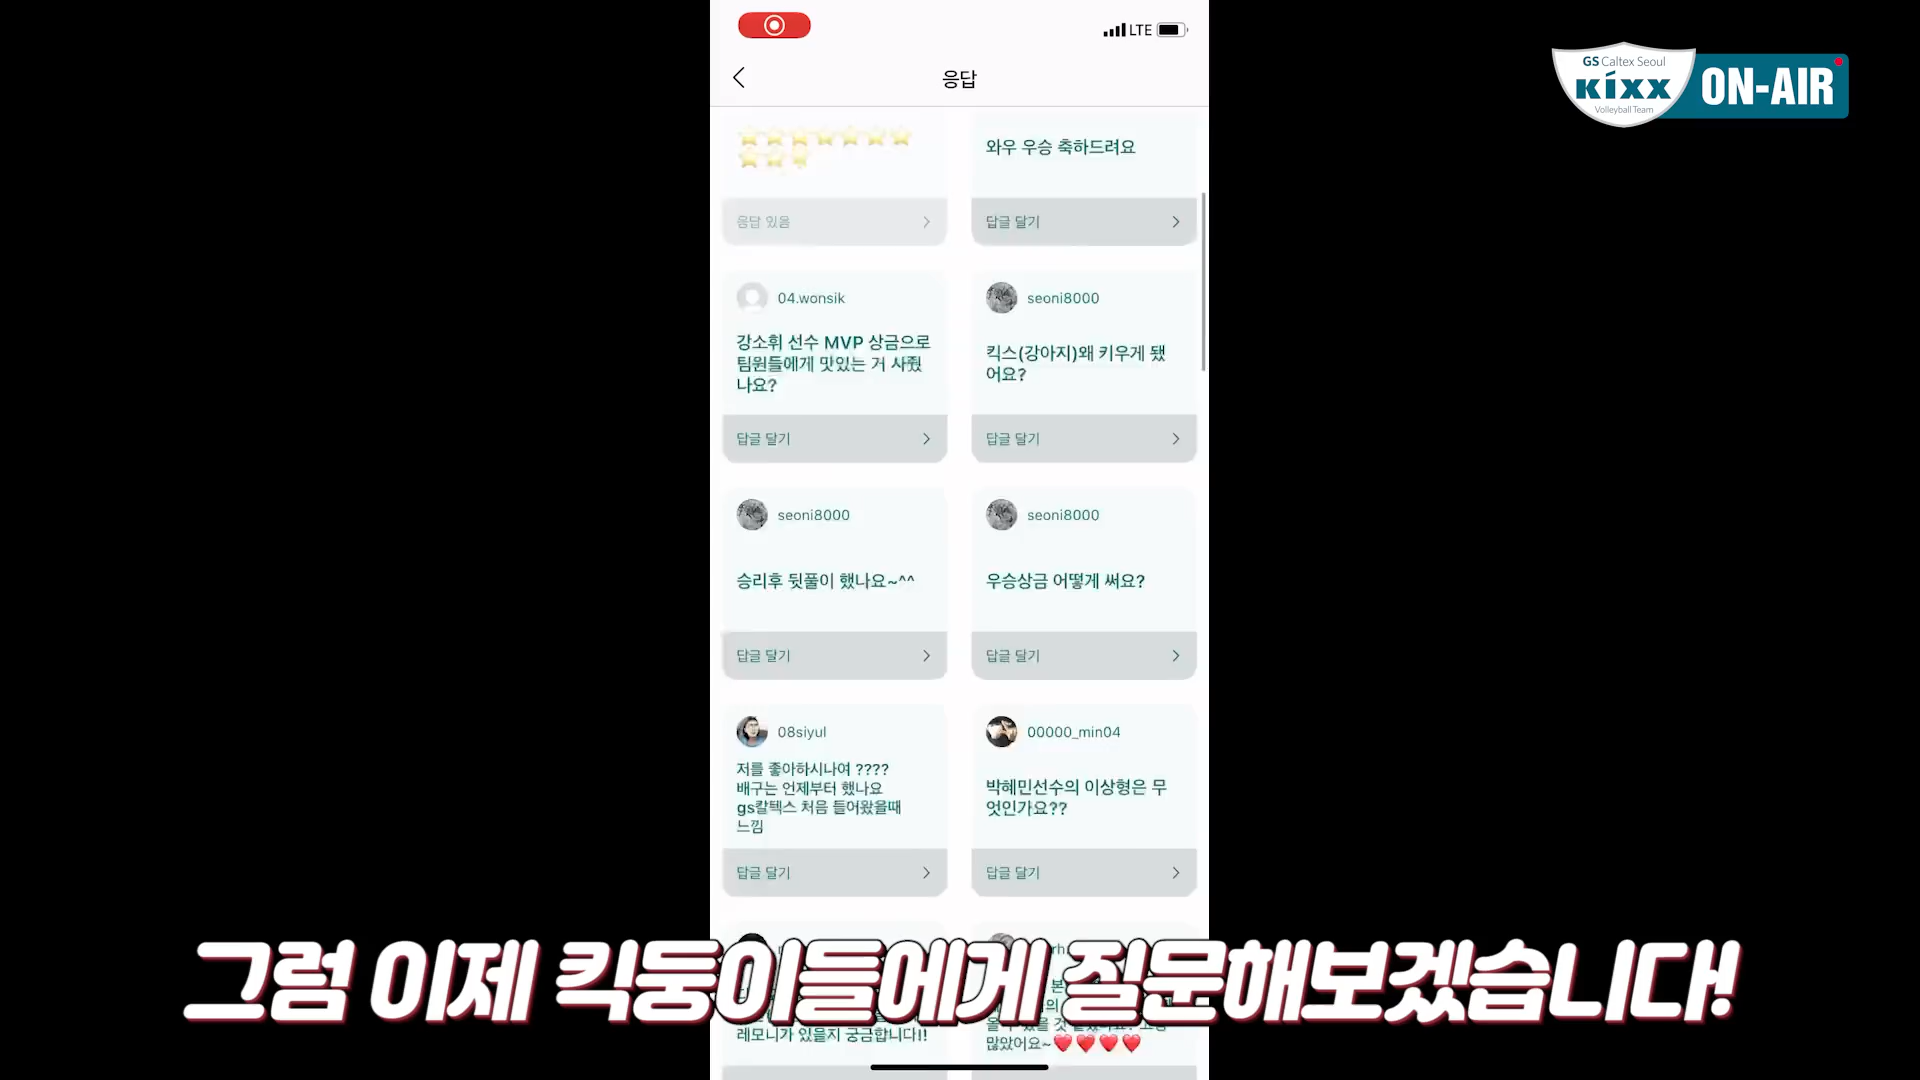 LTE
응답
GS Caltex Seoul
kixx
Volleyball Team
ON-AIR
와우 우승 축하드려요
응답 있음
답글 달기
04.wonsik
강소휘 선수 MVP 상금으로
팀원들에게 맛있는 거 사줬
나요?
답글 달기
seoni8000
킥스(강아지)왜 키우게 됐
어요?
답글 달기
seoni8000
승리후 뒷풀이 했나요~^^
답글 달기
seoni8000
우승상금 어떻게 써요?
답글 달기
08siyul
저를 좋아하시나여 ????
배구는 언제부터 했나요
gs칼텍스 처음 들어왔을때
느낌
답글 달기
00000_min04
박혜민선수의 이상형은 무
엇인가요??
답글 달기
그럼 이제 킥둥이들에게 질문해보겠습니다!
레모니가 있을지 궁금합니다!!
많았어요~❤️❤️❤️❤️